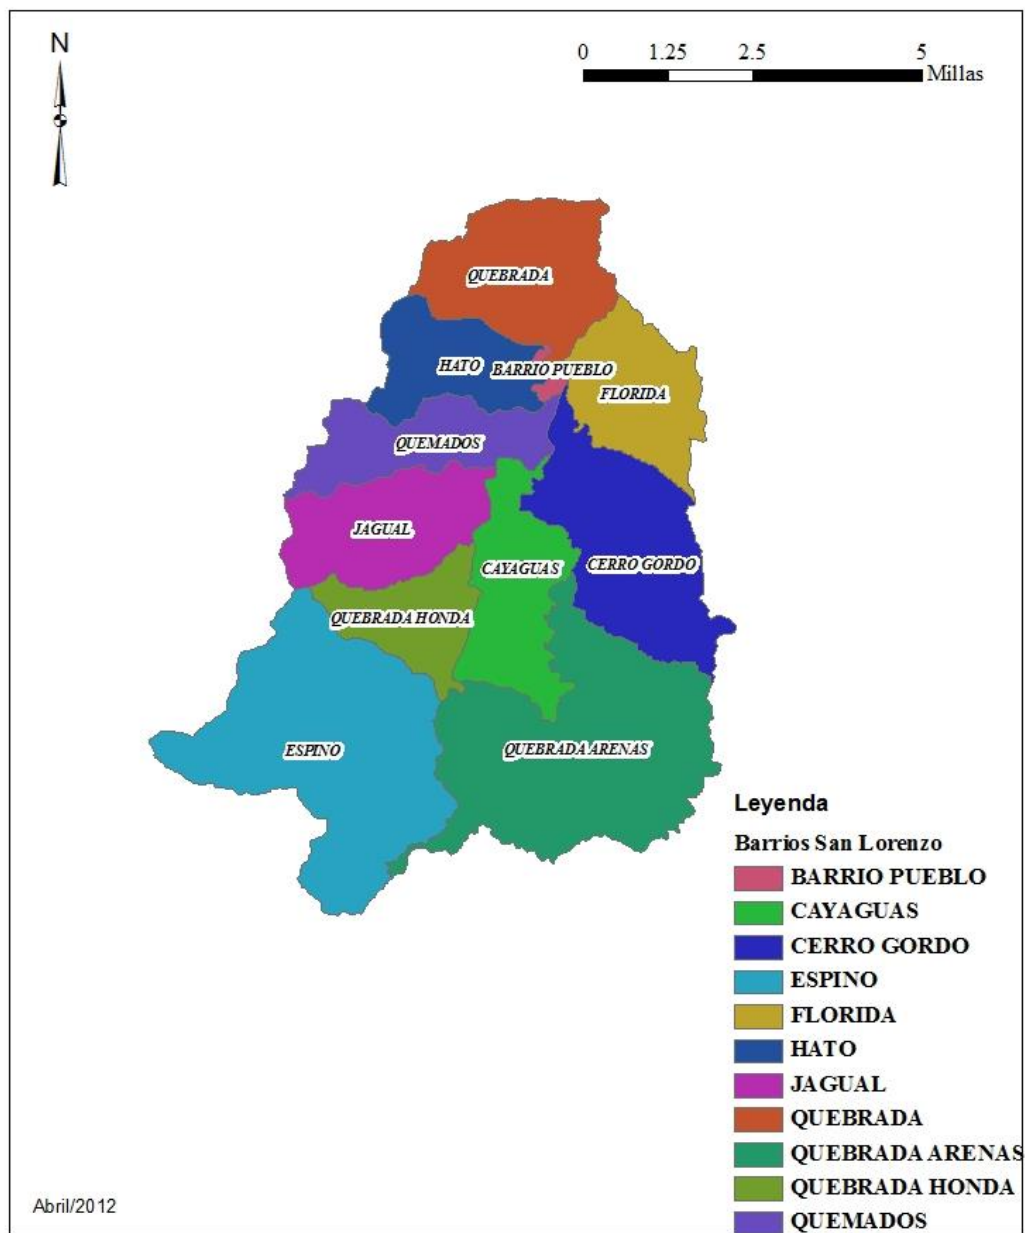 N
0 1.25 2.5 5
Millas
QUEBRADA
HATO
BARRIO PUEBLO
FLORIDA
QUEMADOS
JAGUAL
CAYAGUAS
CERRO GORDO
QUEBRADA HONDA
ESPINO
QUEBRADA ARENAS
Leyenda
Barrios San Lorenzo
BARRIO PUEBLO
CAYAGUAS
CERRO GORDO
ESPINO
FLORIDA
HATO
JAGUAL
QUEBRADA
QUEBRADA ARENAS
QUEBRADA HONDA
QUEMADOS
Abril/2012